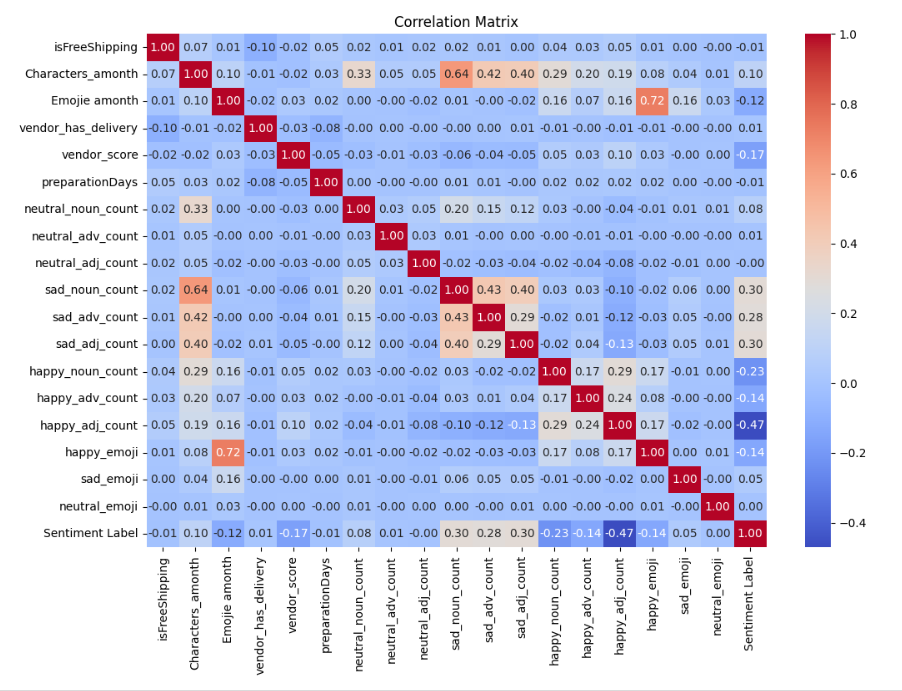 Correlation Matrix
isFreeShipping 1.00 0.07 0.01 -0.10 -0.02 0.05 0.02 0.01 0.02 0.02 0.01 0.00 0.04 0.03 0.05 0.01 0.00 -0.00 -0.01
Characters_amonth 0.07 1.00 0.10 -0.01 -0.02 0.03 0.33 0.05 0.05 0.64 0.42 0.40 0.29 0.20 0.19 0.08 0.04 0.01 0.10
Emojie amonth 0.01 0.10 1.00 -0.02 0.03 0.02 0.00 -0.00 -0.02 0.01 -0.00 -0.02 0.16 0.07 0.16 0.72 0.16 0.03 -0.12
vendor_has_delivery -0.10 -0.01 -0.02 1.00 -0.03 -0.08 -0.00 0.00 -0.00 -0.00 0.00 0.01 -0.01 -0.00 -0.01 -0.01 -0.00 -0.00 0.01
vendor_score -0.02 -0.02 0.03 -0.03 1.00 -0.05 -0.03 -0.01 -0.03 -0.06 -0.04 -0.05 0.05 0.03 0.10 0.03 -0.00 0.00 -0.17
preparationDays 0.05 0.03 0.02 -0.08 -0.05 1.00 0.00 -0.00 -0.00 0.01 0.01 -0.00 0.02 0.02 0.02 0.02 0.00 -0.00 -0.01
neutral_noun_count 0.02 0.33 0.00 -0.00 -0.03 0.00 1.00 0.03 0.05 0.20 0.15 0.12 0.03 -0.00 -0.04 -0.01 0.01 0.01 0.08
neutral_adv_count 0.01 0.05 -0.00 0.00 -0.01 -0.00 0.03 1.00 0.03 0.01 -0.00 0.00 -0.00 -0.01 -0.01 -0.00 -0.00 0.00 0.01
neutral_adj_count 0.02 0.05 -0.02 -0.00 -0.03 -0.00 0.05 0.03 1.00 -0.02 -0.03 -0.04 -0.02 -0.04 -0.08 -0.02 -0.01 0.00 -0.00
sad_noun_count 0.02 0.64 0.01 -0.00 -0.06 0.01 0.20 0.01 -0.02 1.00 0.43 0.40 0.03 0.03 -0.10 -0.02 0.06 0.00 0.30
sad_adv_count 0.01 0.42 -0.00 0.00 -0.04 0.01 0.15 -0.00 -0.03 0.43 1.00 0.29 -0.02 0.01 -0.12 -0.03 0.05 -0.00 0.28
sad_adj_count 0.00 0.40 -0.02 0.01 -0.05 -0.00 0.12 0.00 -0.04 0.40 0.29 1.00 -0.02 0.04 -0.13 -0.03 0.05 0.01 0.30
happy_noun_count 0.04 0.29 0.16 -0.01 0.05 0.02 0.03 -0.00 -0.02 0.03 -0.02 -0.02 1.00 0.17 0.29 0.17 -0.01 0.00 -0.23
happy_adv_count 0.03 0.20 0.07 -0.00 0.03 0.02 -0.00 -0.01 -0.04 0.03 0.01 0.04 0.17 1.00 0.24 0.08 -0.00 -0.00 -0.14
happy_adj_count 0.05 0.19 0.16 -0.01 0.10 0.02 -0.04 -0.01 -0.08 -0.10 -0.12 -0.13 0.29 0.24 1.00 0.17 -0.02 -0.00 -0.47
happy_emoji 0.01 0.08 0.72 -0.01 0.03 0.02 -0.01 -0.00 -0.02 -0.02 -0.03 -0.03 0.17 0.08 0.17 1.00 0.00 -0.01 -0.14
sad_emoji 0.00 0.04 0.16 -0.00 -0.00 0.00 0.01 -0.00 -0.01 0.06 0.05 0.05 -0.01 -0.00 -0.02 0.00 1.00 -0.00 0.05
neutral_emoji -0.00 0.01 0.03 -0.00 0.00 -0.00 0.01 0.00 0.00 0.00 -0.00 0.01 0.00 -0.00 -0.00 0.01 -0.00 1.00 0.00
Sentiment Label -0.01 0.10 -0.12 0.01 -0.17 -0.01 0.08 0.01 -0.00 0.30 0.28 0.30 -0.23 -0.14 -0.47 -0.14 0.05 0.00 1.00
isFreeShipping
Characters_amonth
Emojie amonth
vendor_has_delivery
vendor_score
preparationDays
neutral_noun_count
neutral_adv_count
neutral_adj_count
sad_noun_count
sad_adv_count
sad_adj_count
happy_noun_count
happy_adv_count
happy_adj_count
happy_emoji
sad_emoji
neutral_emoji
Sentiment Label
1.0
0.8
0.6
0.4
0.2
0.0
-0.2
-0.4